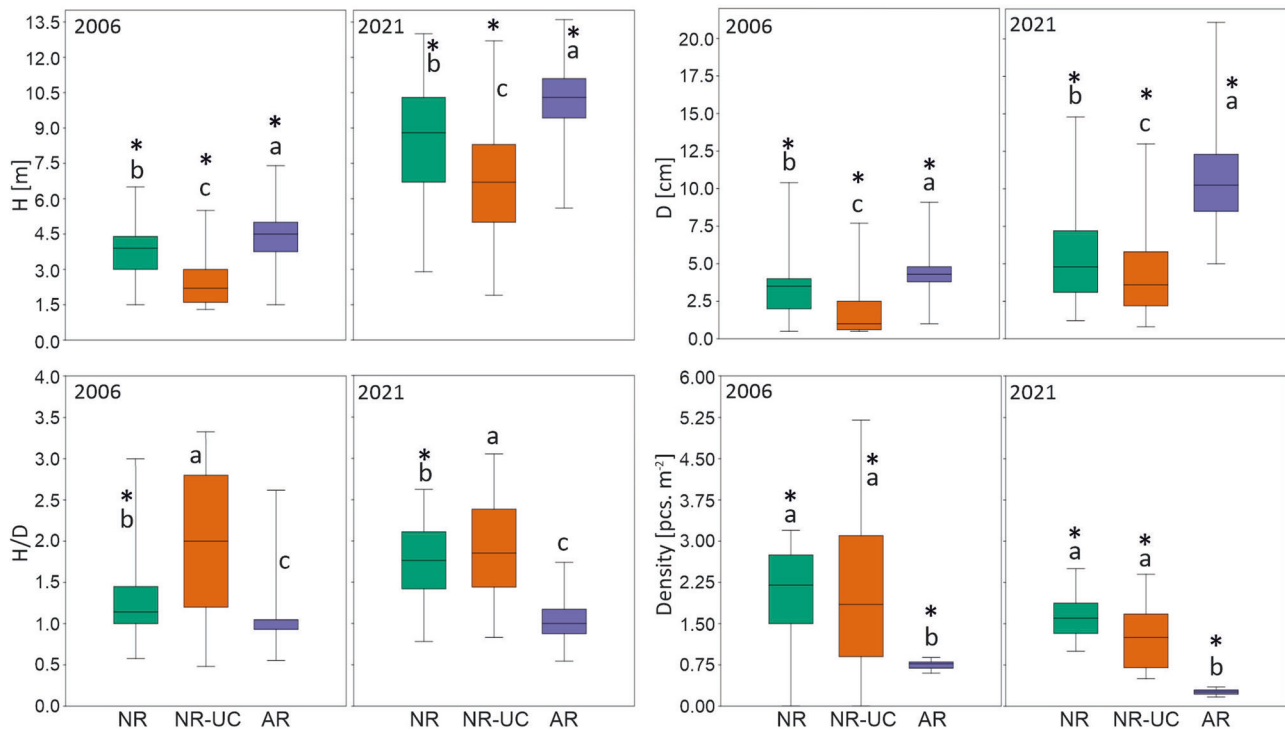 2006
2021
H [m]
13.5
12.0
10.5
9.0
7.5
6.0
4.5
3.0
1.5
0.0
*
b
*
c
*
a
*
b
*
c
*
a
2006
2021
D [cm]
20.0
17.5
15.0
12.5
10.0
7.5
5.0
2.5
0.0
*
b
*
c
*
a
*
b
*
c
*
a
2006
2021
H/D
4.0
3.5
3.0
2.5
2.0
1.5
1.0
0.5
0.0
*
b
a
c
*
b
a
c
NR NR-UC AR
NR NR-UC AR
2006
2021
Density [pcs. m⁻²]
6.00
5.25
4.50
3.75
3.00
2.25
1.50
0.75
0.00
*
a
*
a
*
b
*
a
*
a
*
b
NR NR-UC AR
NR NR-UC AR